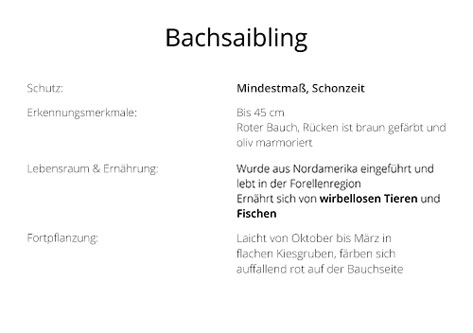 Bachsaibling
Schutz:
Mindestmaß, Schonzeit
Erkennungsmerkmale:
Bis 45 cm
Roter Bauch, Rücken ist braun gefärbt und
oliv marmoriert
Lebensraum & Ernährung:
Wurde aus Nordamerika eingeführt und
lebt in der Forellenregion
Ernährt sich von wirbellosen Tieren und
Fischen
Fortpflanzung:
Laicht von Oktober bis März in
flachen Kiesgruben, färben sich
auffallend rot auf der Bauchseite